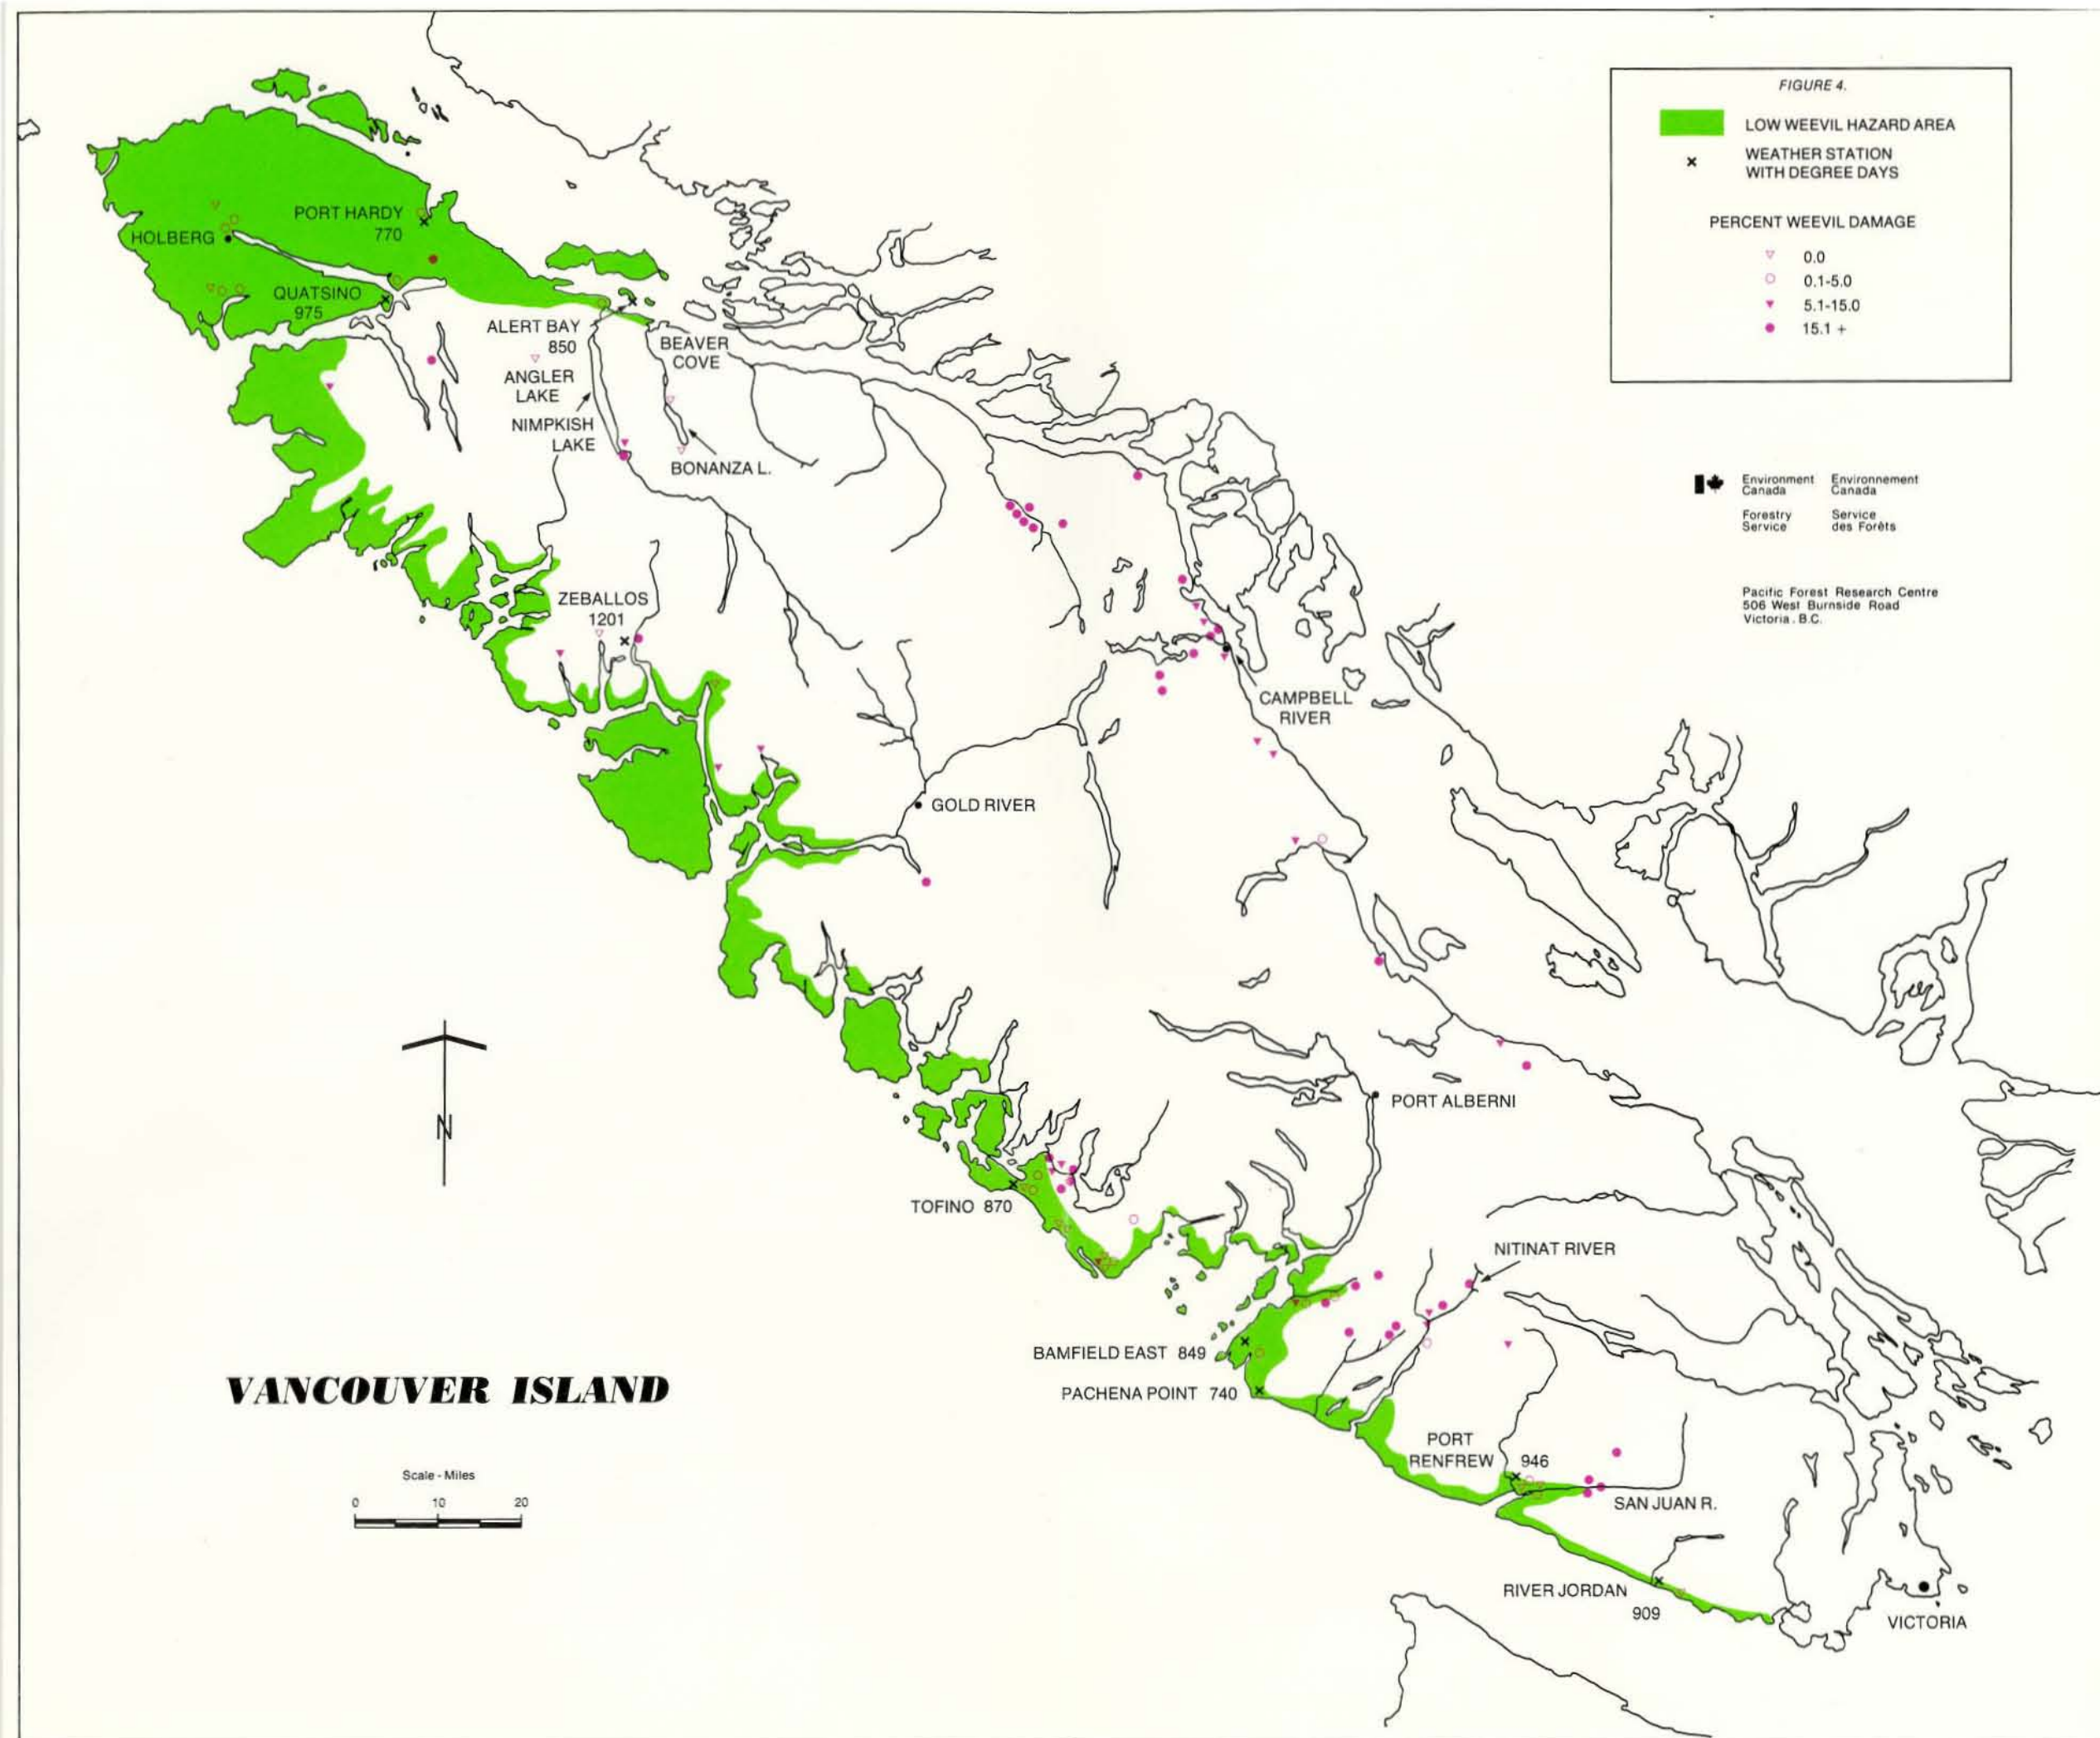 FIGURE 4.
LOW WEEVIL HAZARD AREA
WEATHER STATION
WITH DEGREE DAYS
PERCENT WEEVIL DAMAGE
0.0
0.1-5.0
5.1-15.0
15.1 +
Environment Environnement
Canada Canada
Forestry Service
Service des Forêts
Pacific Forest Research Centre
506 West Burnside Road
Victoria. B.C.
PORT HARDY
770
HOLBERG
QUATSINO
975
ALERT BAY
850
BEAVER
COVE
ANGLER
LAKE
NIMPKISH
LAKE
BONANZA L.
ZEBALLOS
1201
CAMPBELL
RIVER
GOLD RIVER
PORT ALBERNI
TOFINO 870
NITINAT RIVER
BAMFIELD EAST 849
PACHENA POINT 740
PORT
RENFREW 946
SAN JUAN R.
RIVER JORDAN
909
VICTORIA
N
VANCOUVER ISLAND
Scale - Miles
0 10 20